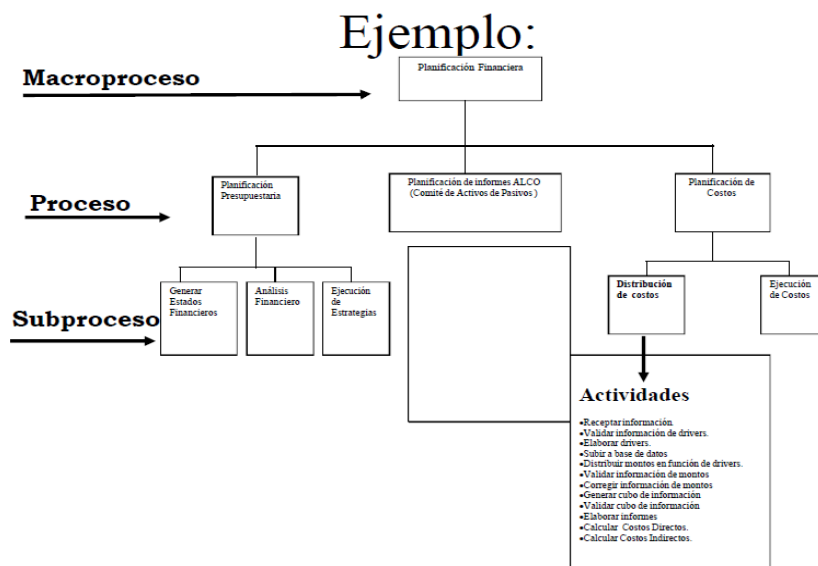 Ejemplo:
Macroproceso
Planificación Financiera
Proceso
Planificación
Presupuestaria
Planificación de informes ALCO
(Comité de Activos de Pasivos )
Planificación de
Costos
Subproceso
Generar
Estados
Financieros
Análisis
Financiero
Ejecución
de
Estrategias
Distribución
de costos
Ejecución
de Costos
Actividades
•Receptar información.
•Validar información de drivers.
•Elaborar drivers.
•Subir a base de datos
•Distribuir montos en función de drivers.
•Validar información de montos
•Corregir información de montos
•Generar cubo de información
•Validar cubo de información
•Elaborar informes
•Calcular Costos Directos.
•Calcular Costos Indirectos.